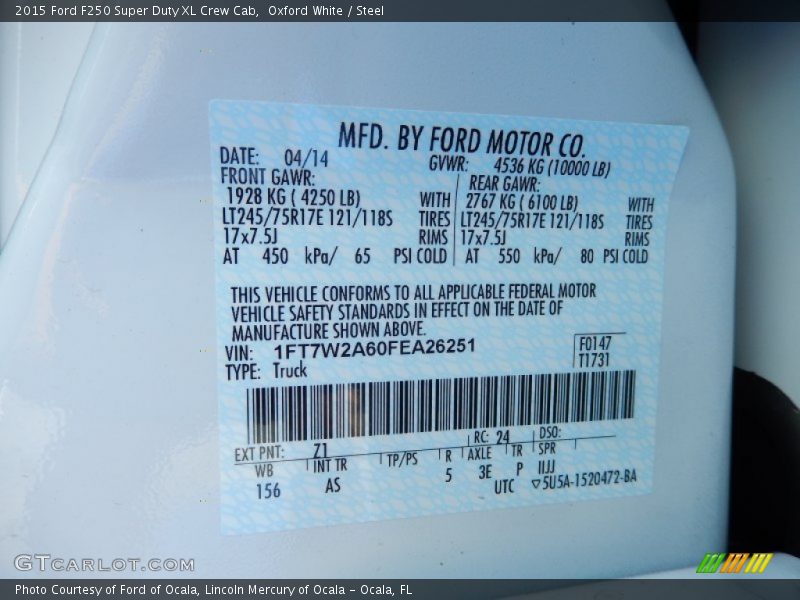 2015 Ford F250 Super Duty XL Crew Cab,  Oxford White / Steel
MFD. BY FORD MOTOR CO.
DATE: 04/14 GVWR: 4536 KG (10000 LB)
FRONT GAWR: REAR GAWR:
1928 KG ( 4250 LB) WITH 2767 KG ( 6100 LB) WITH
LT245/75R17E 121/118S TIRES LT245/75R17E 121/118S TIRES
17x7.5J RIMS 17x7.5J RIMS
AT 450 kPa/ 65 PSI COLD AT 550 kPa/ 80 PSI COLD
THIS VEHICLE CONFORMS TO ALL APPLICABLE FEDERAL MOTOR
VEHICLE SAFETY STANDARDS IN EFFECT ON THE DATE OF
MANUFACTURE SHOWN ABOVE.
VIN: 1FT7W2A60FEA26251 F0147
TYPE: Truck T1731
EXT PNT: Z1 RC: 24 DSO:
WB INT TR TP/PS R AXLE TR SPR
156 AS 5 3E P IIJJ
UTC ▽5U5A-1520472-BA
GTCARLOT.COM
Photo Courtesy of Ford of Ocala, Lincoln Mercury of Ocala - Ocala, FL